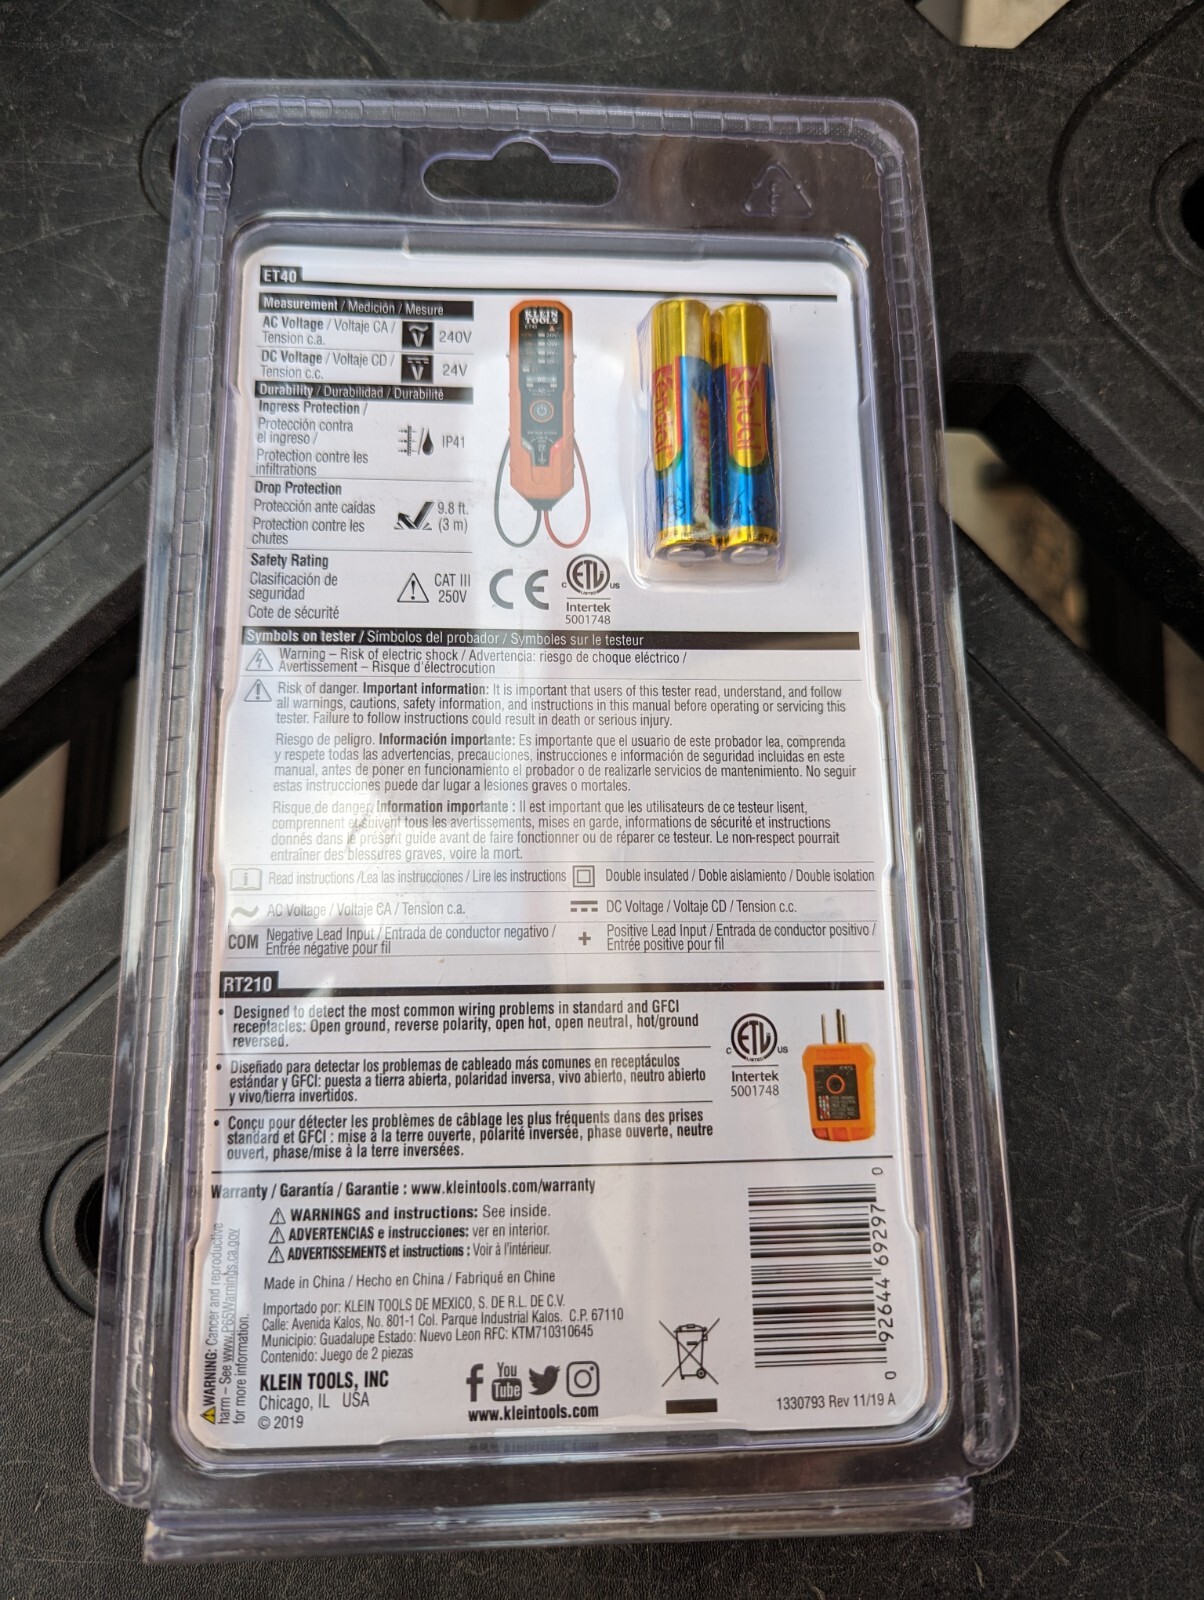 ET40
Measurement / Medición / Mesure
AC Voltage / Voltaje CA /
Tension c.a.
240V
DC Voltage / Voltaje CD /
Tension c.c.
24V
Durability / Durabilidad / Durabilité
Ingress Protection /
Protección contra
el ingreso /
Protection contre les
infiltrations
IP41
Drop Protection
Protección ante caídas
Protection contre les
chutes
9.8 ft.
(3 m)
Safety Rating
Clasificación de
seguridad
Cote de sécurité
CAT III
250V
KLEIN
TOOLS
CE
ETL
C US
Intertek
5001748
Symbols on tester / Símbolos del probador / Symboles sur le testeur
Warning – Risk of electric shock / Advertencia: riesgo de choque eléctrico /
Avertissement – Risque d'électrocution
Risk of danger. Important information: It is important that users of this tester read, understand, and follow
all warnings, cautions, safety information, and instructions in this manual before operating or servicing this
tester. Failure to follow instructions could result in death or serious injury.
Riesgo de peligro. Información importante: Es importante que el usuario de este probador lea, comprenda
y respete todas las advertencias, precauciones, instrucciones e información de seguridad incluidas en este
manual, antes de poner en funcionamiento el probador o de realizarle servicios de mantenimiento. No seguir
estas instrucciones puede dar lugar a lesiones graves o mortales.
Risque de danger. Information importante : Il est important que les utilisateurs de ce testeur lisent,
comprennent et suivent tous les avertissements, mises en garde, informations de sécurité et instructions
donnés dans le présent guide avant de faire fonctionner ou de réparer ce testeur. Le non-respect pourrait
entraîner des blessures graves, voire la mort.
Read instructions /Lea las instrucciones / Lire les instructions
Double insulated / Doble aislamiento / Double isolation
AC Voltage / Voltaje CA / Tension c.a.
DC Voltage / Voltaje CD / Tension c.c.
COM Negative Lead Input / Entrada de conductor negativo /
Entrée négative pour fil
+ Positive Lead Input / Entrada de conductor positivo /
Entrée positive pour fil
RT210
• Designed to detect the most common wiring problems in standard and GFCI
receptacles: Open ground, reverse polarity, open hot, open neutral, hot/ground
reversed.
• Diseñado para detectar los problemas de cableado más comunes en receptáculos
estándar y GFCI: puesta a tierra abierta, polaridad inversa, vivo abierto, neutro abierto
y vivo/tierra invertidos.
• Conçu pour détecter les problèmes de câblage les plus fréquents dans des prises
standard et GFCI : mise à la terre ouverte, polarité inversée, phase ouverte, neutre
ouvert, phase/mise à la terre inversées.
ETL
C US
Intertek
5001748
Warranty / Garantía / Garantie : www.kleintools.com/warranty
WARNINGS and instructions: See inside.
ADVERTENCIAS e instrucciones: ver en interior.
ADVERTISSEMENTS et instructions : Voir à l'intérieur.
Made in China / Hecho en China / Fabriqué en Chine
Importado por: KLEIN TOOLS DE MEXICO, S. DE R.L. DE C.V.
Calle: Avenida Kalos, No. 801-1 Col. Parque Industrial Kalos. C.P. 67110
Municipio: Guadalupe Estado: Nuevo Leon RFC: KTM710310645
Contenido: Juego de 2 piezas
KLEIN TOOLS, INC
Chicago, IL USA
© 2019
WARNING: Cancer and reproductive
harm – See www.P65Warnings.ca.gov
for more information.
You
Tube
www.kleintools.com
0 92644 69297 0
1330793 Rev 11/19 A